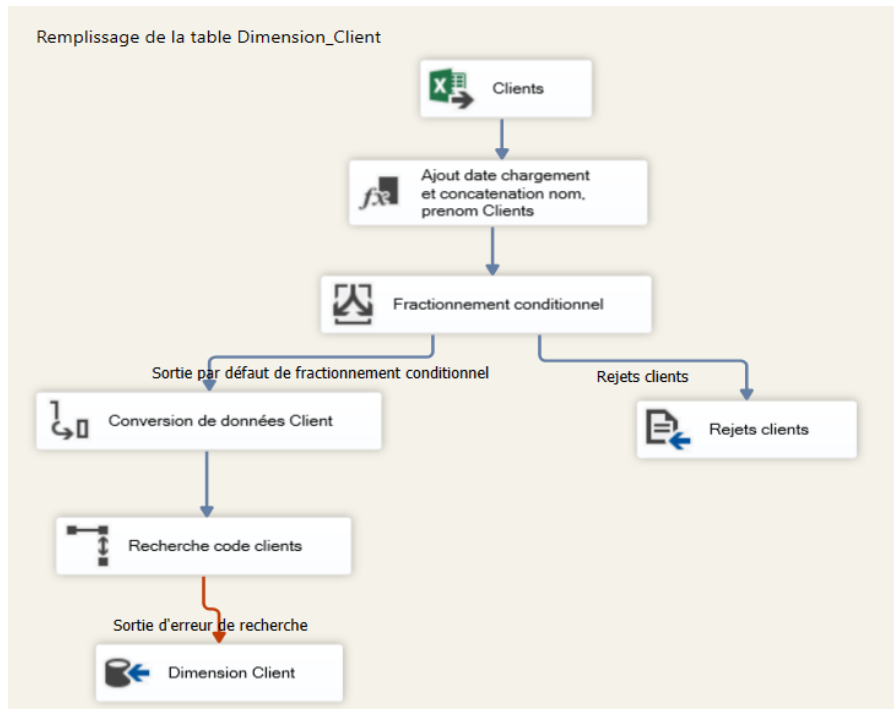 Remplissage de la table Dimension_Client
Clients
Ajout date chargement
et concatenation nom,
prenom Clients
Fractionnement conditionnel
Sortie par défaut de fractionnement conditionnel
Rejets clients
Conversion de données Client
Rejets clients
Recherche code clients
Sortie d'erreur de recherche
Dimension Client